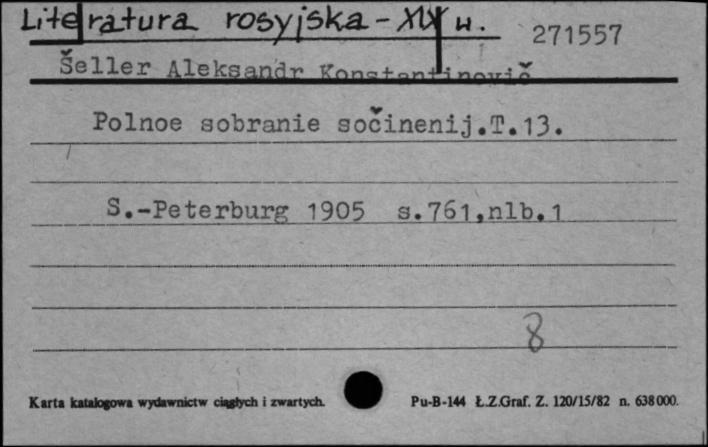 Literatura rosyjska - XIX w. 271557
Šeller Aleksandr Konstantinovič
Polnoe sobranie sočinenij.T.13.
S.-Peterburg 1905 s.761,nlb.1
8
Karta katalogowa wydawnictw ciągłych i zwartych. Pu-B-144 Ł.Z.Graf. Z. 120/15/82 n. 638000.